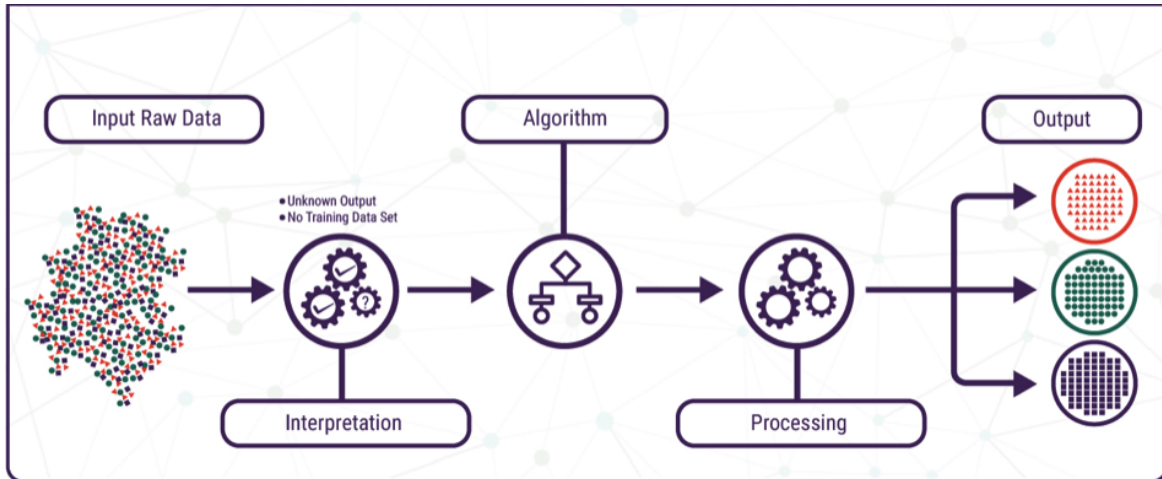 Input Raw Data
Algorithm
Output
● Unknown Output
● No Training Data Set
?
Interpretation
Processing